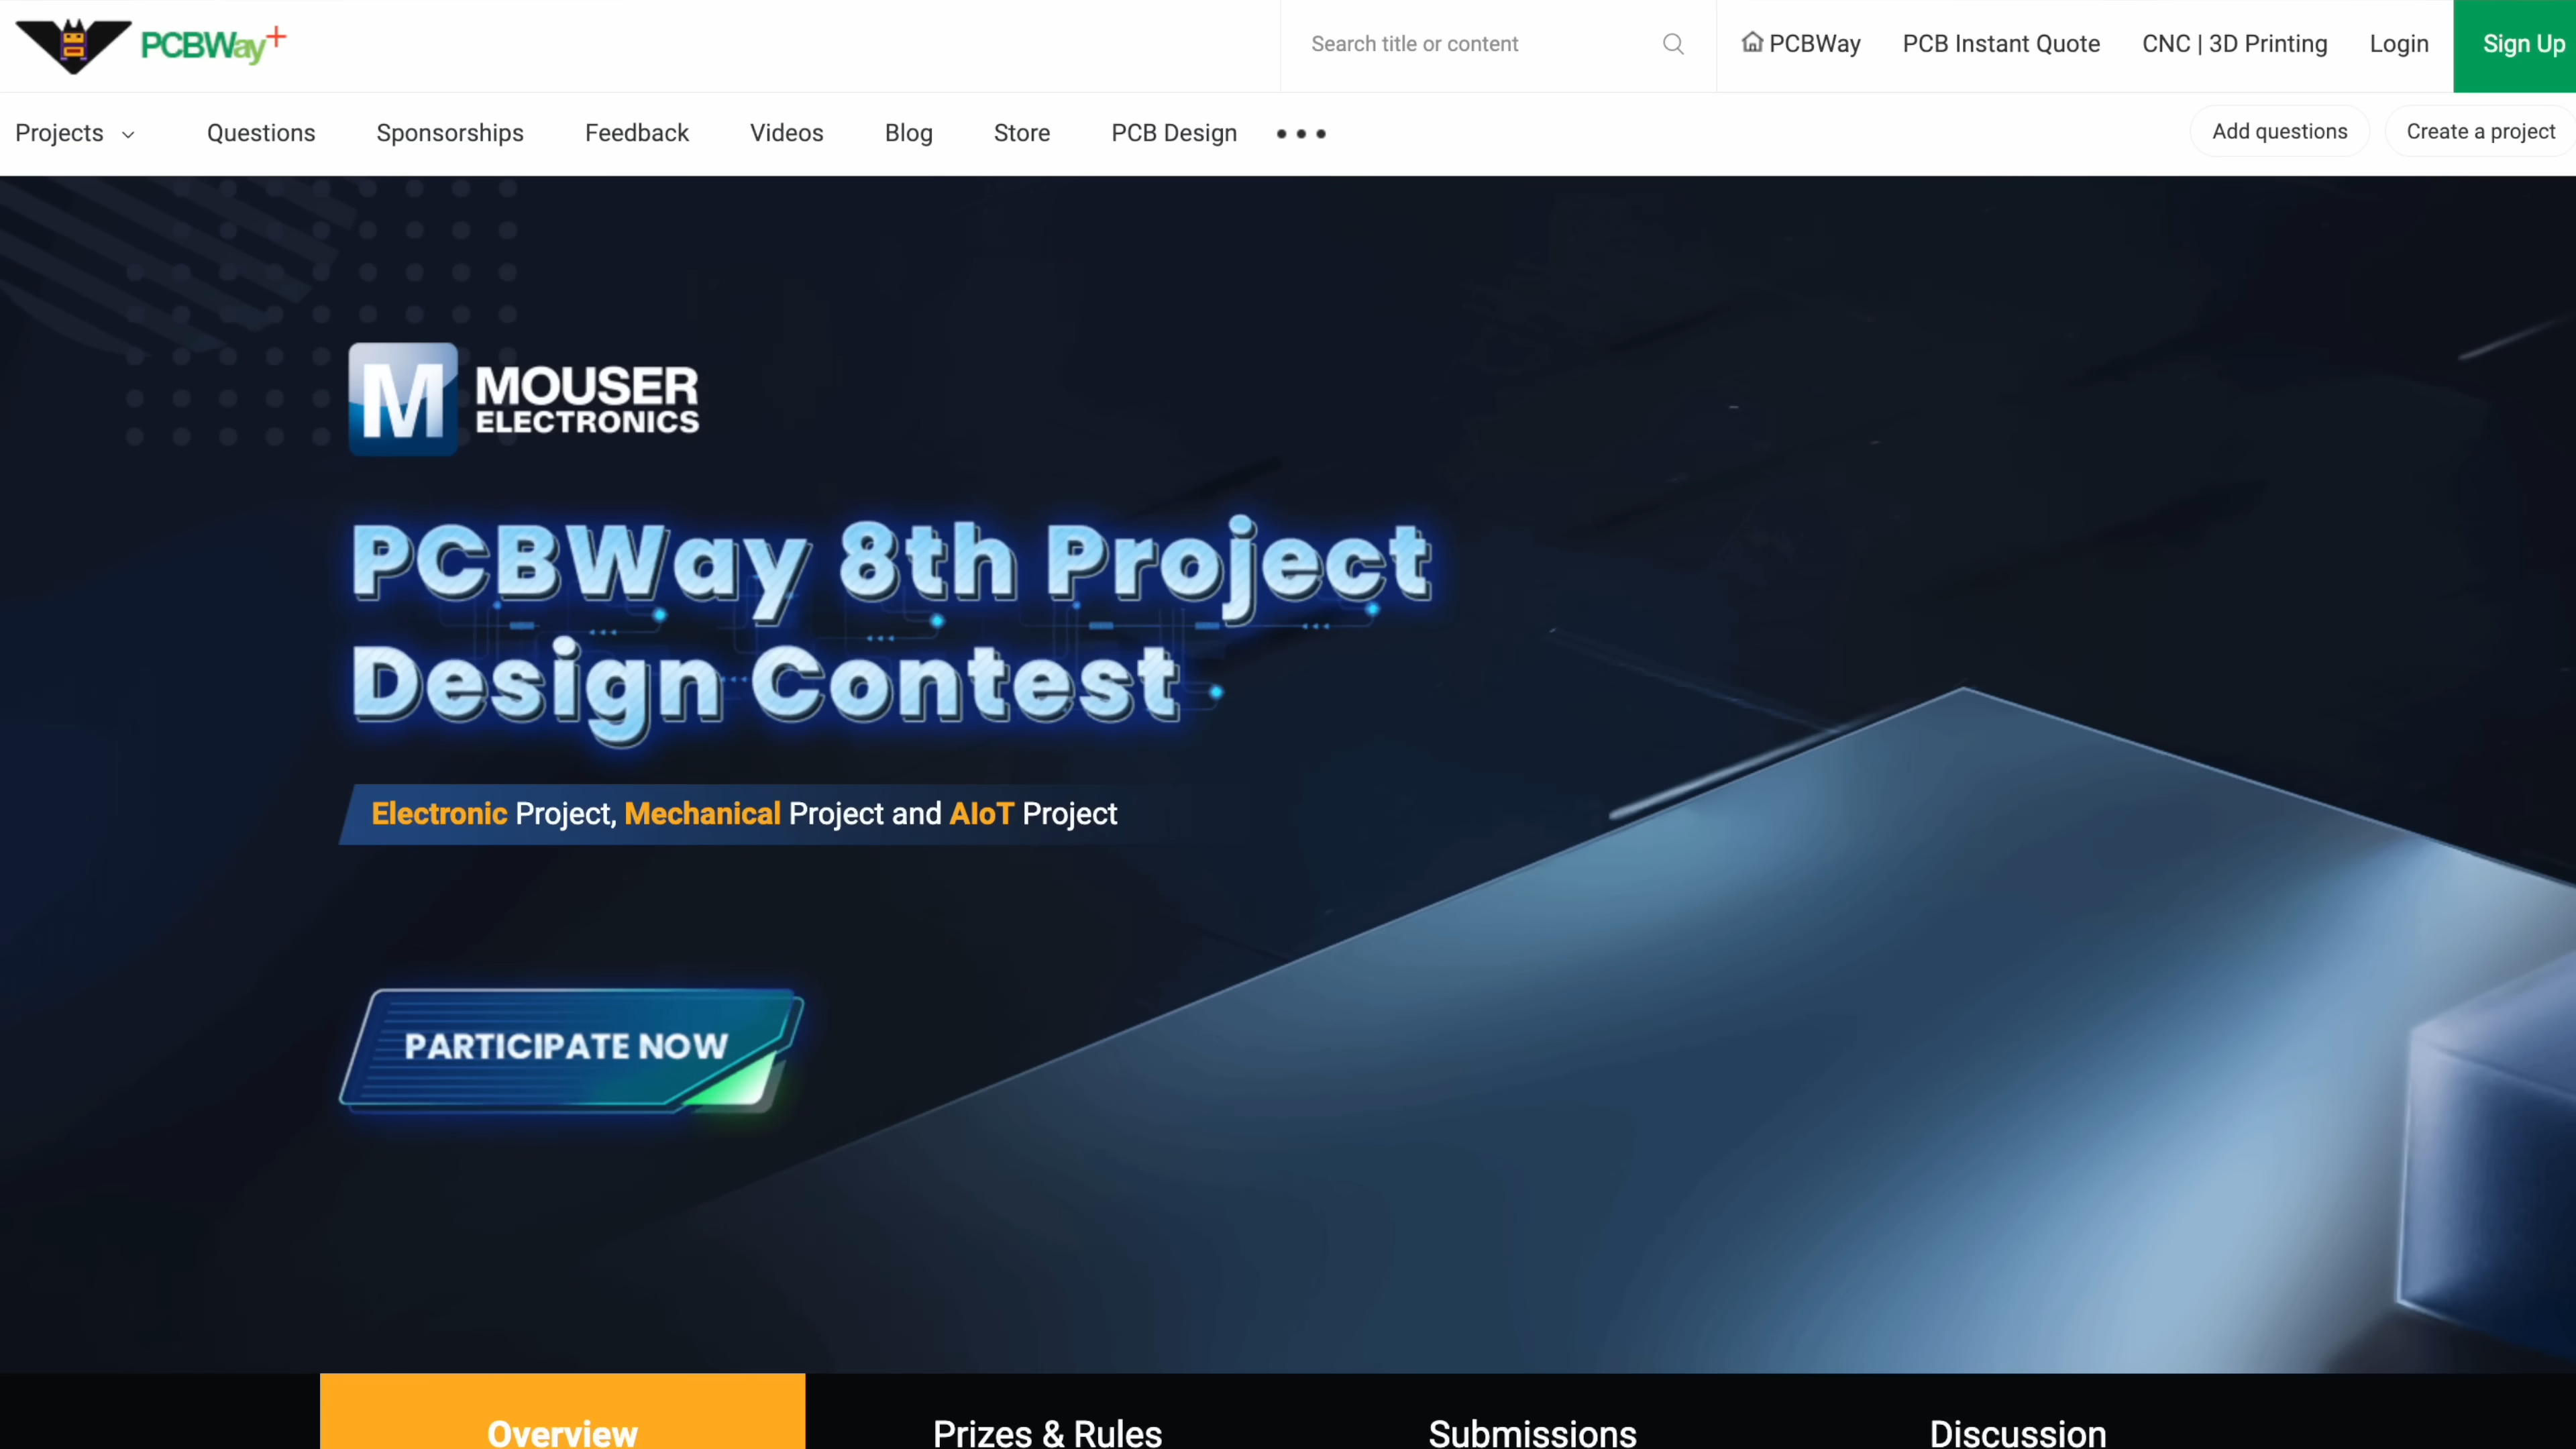 PCBWay+
Search title or content
PCBWay
PCB Instant Quote
CNC | 3D Printing
Login
Sign Up
Projects
Questions
Sponsorships
Feedback
Videos
Blog
Store
PCB Design
Add questions
Create a project
M MOUSER
ELECTRONICS
PCBWay 8th Project
Design Contest
Electronic Project, Mechanical Project and AIoT Project
PARTICIPATE NOW
Overview
Prizes & Rules
Submissions
Discussion